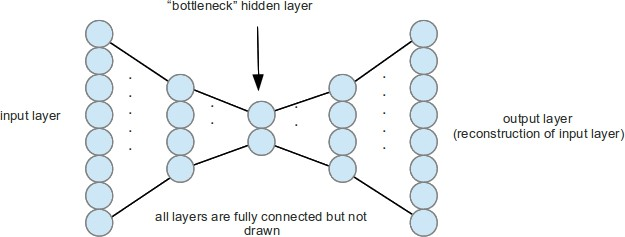 “bottleneck” hidden layer
input layer
output layer
(reconstruction of input layer)
all layers are fully connected but not
drawn